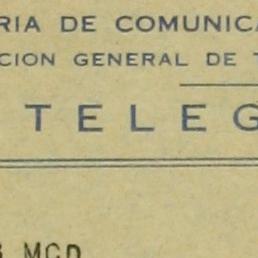 RIA DE COMUNICA
CION GENERAL DE T
TELEG
MCD